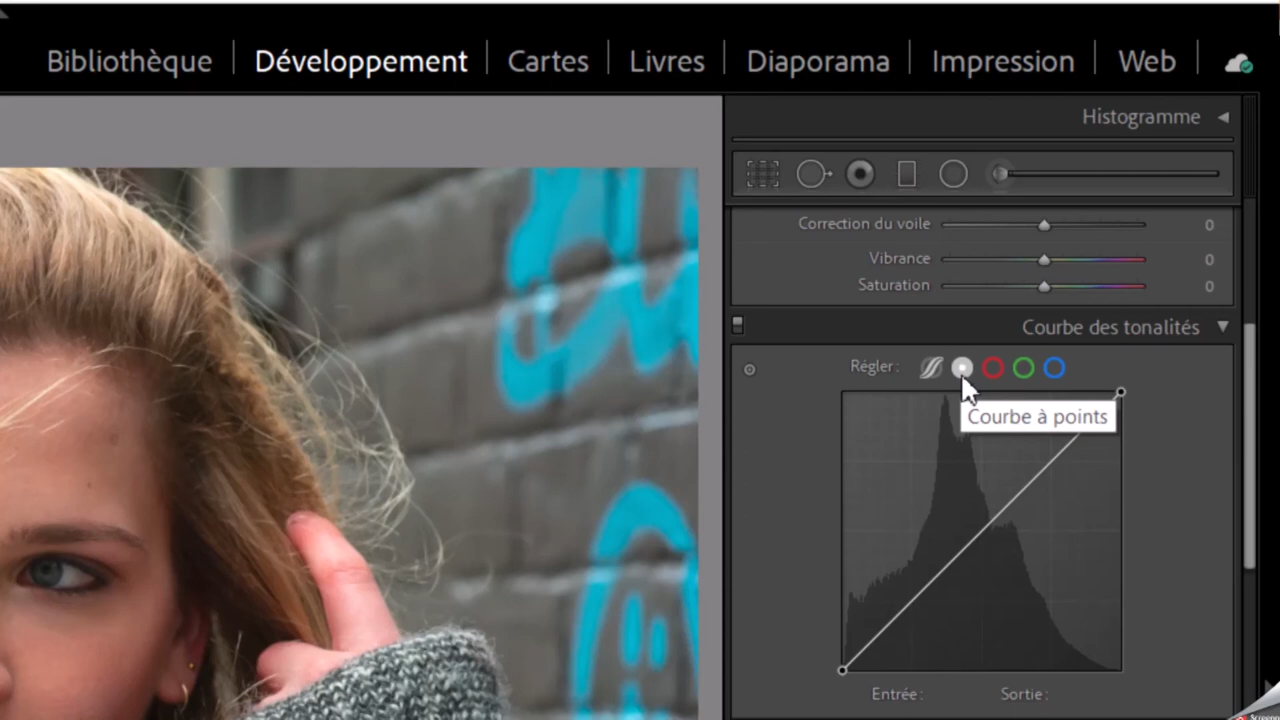 Bibliothèque Développement Cartes Livres Diaporama Impression Web
Histogramme
Correction du voile 0
Vibrance 0
Saturation 0
Courbe des tonalités
Régler :
Courbe à points
Entrée : Sortie :